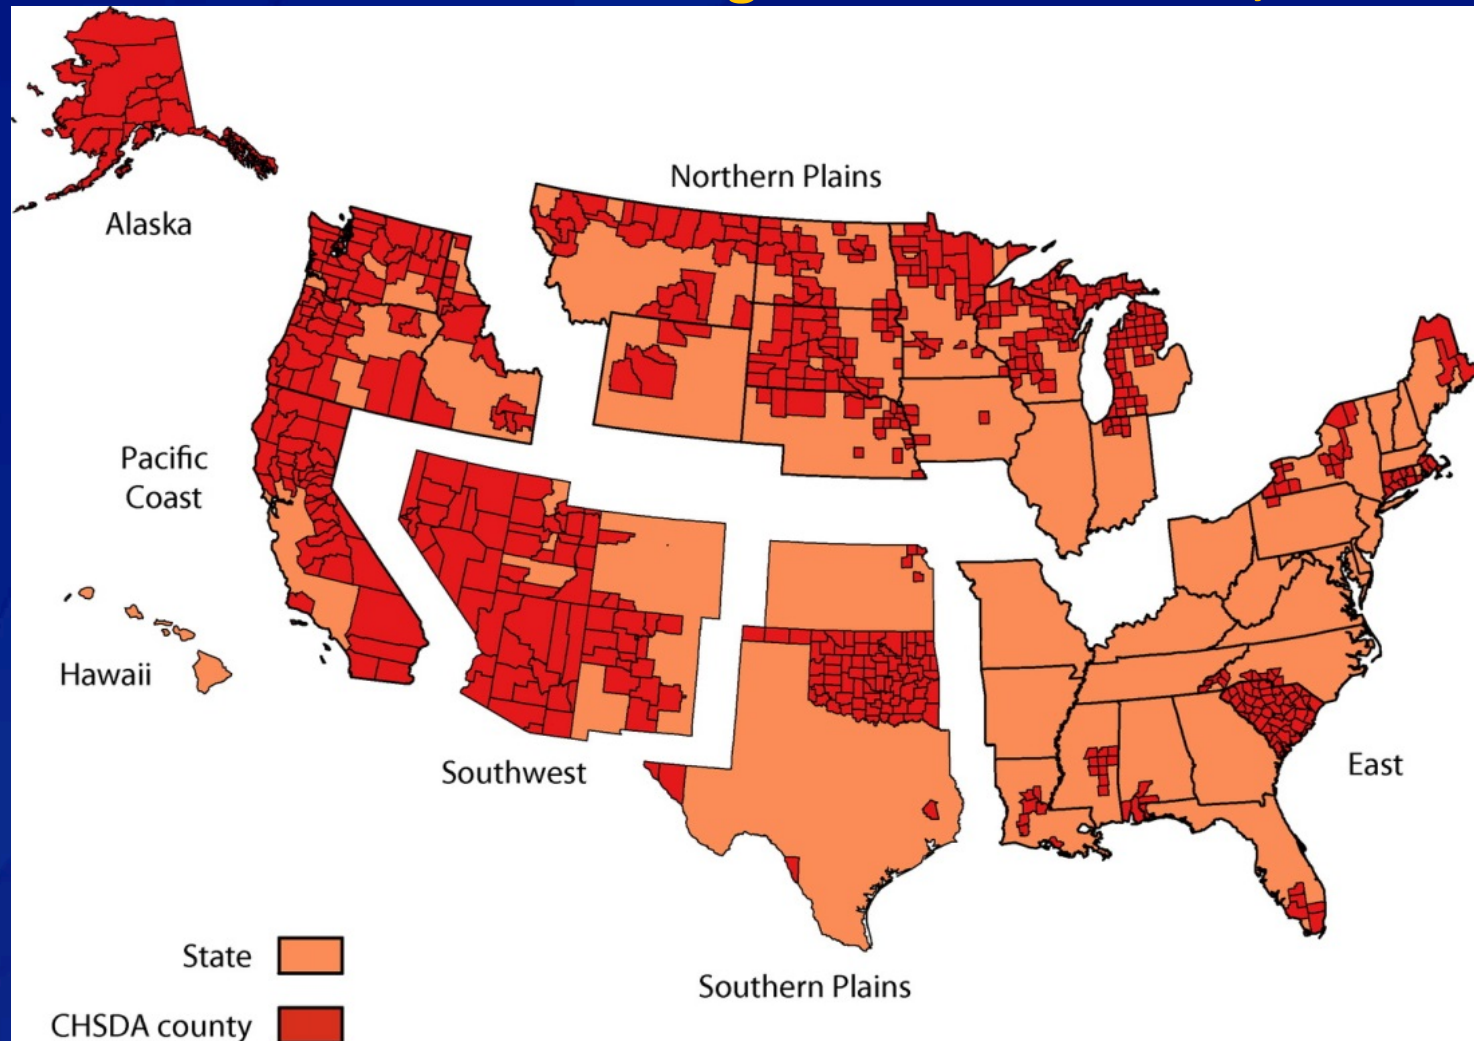 Northern Plains
Alaska
Pacific
Coast
Hawaii
Southwest
East
Southern Plains
State
CHSDA county